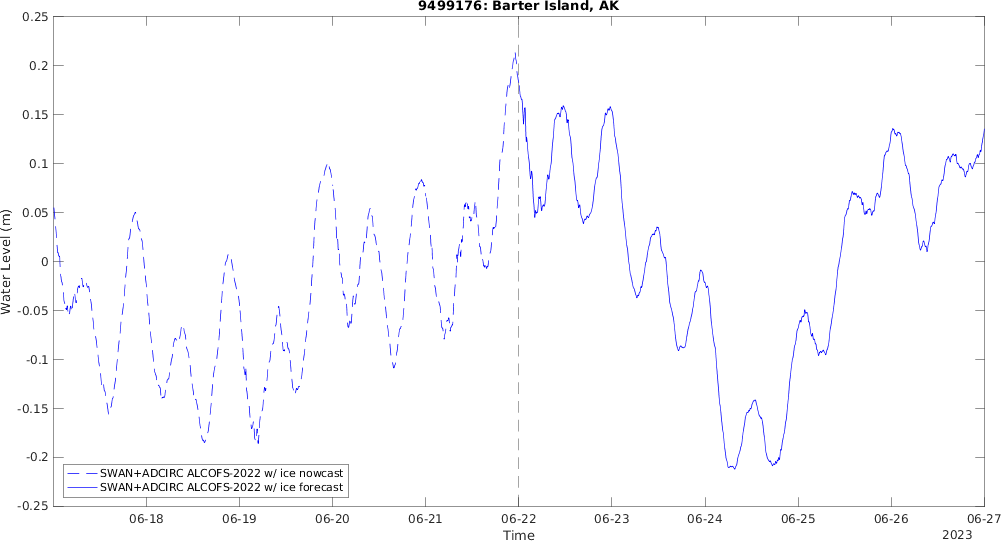 9499176: Barter Island, AK
0.25
0.2
0.15
0.1
0.05
0
-0.05
-0.1
-0.15
-0.2
-0.25
Water Level (m)
SWAN+ADCIRC ALCOFS-2022 w/ ice nowcast
SWAN+ADCIRC ALCOFS-2022 w/ ice forecast
06-18 06-19 06-20 06-21 06-22 06-23 06-24 06-25 06-26 06-27
Time
2023